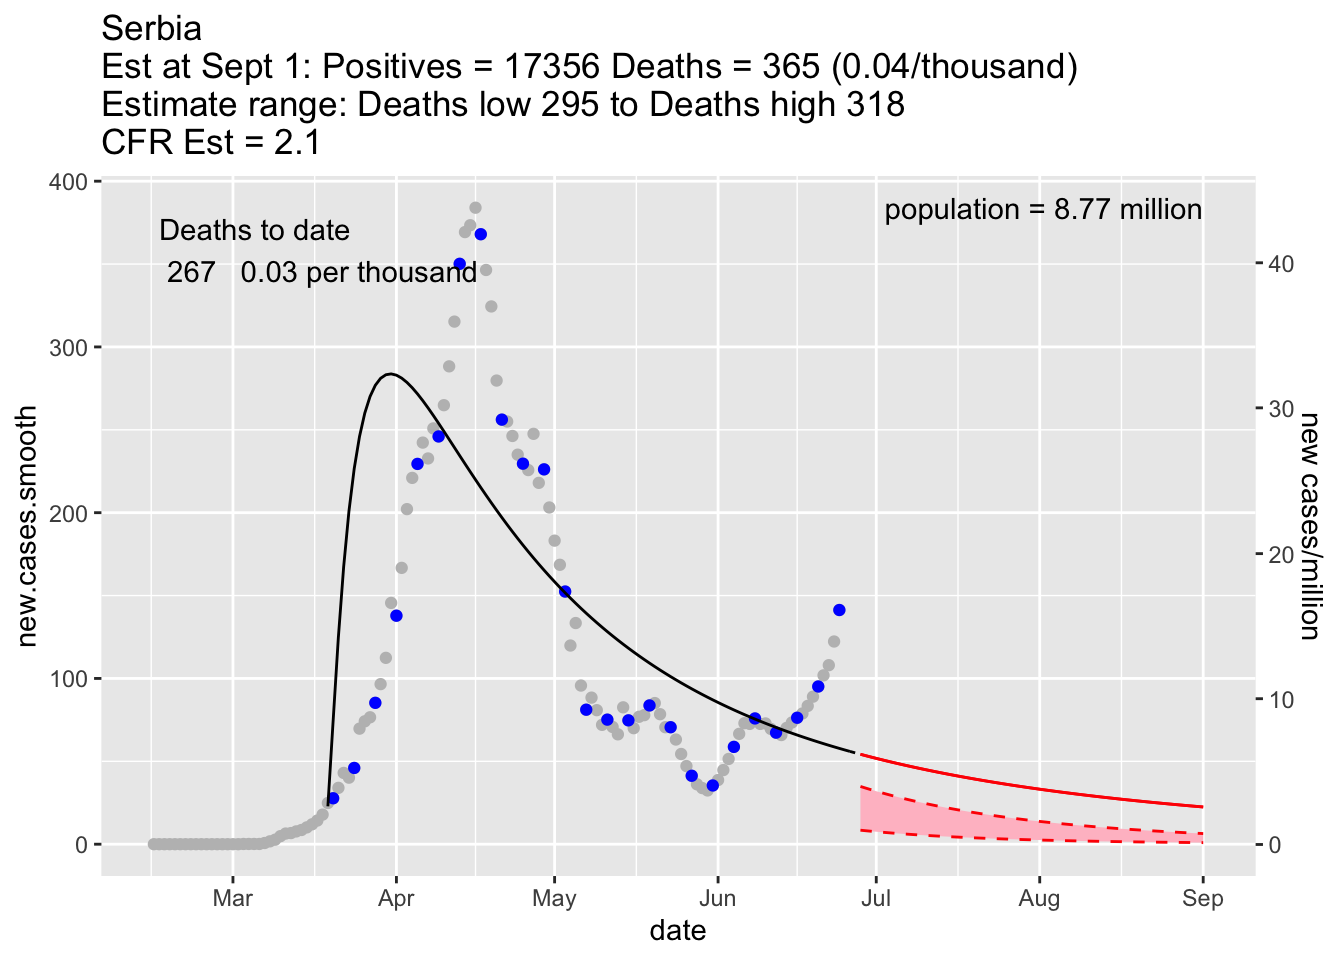 Serbia
Est at Sept 1: Positives = 17356 Deaths = 365 (0.04/thousand)
Estimate range: Deaths low 295 to Deaths high 318
CFR Est = 2.1
Deaths to date
267 0.03 per thousand
population = 8.77 million
400
300
200
100
0
new.cases.smooth
40
30
20
10
0
new cases/million
Mar Apr May Jun Jul Aug Sep
date